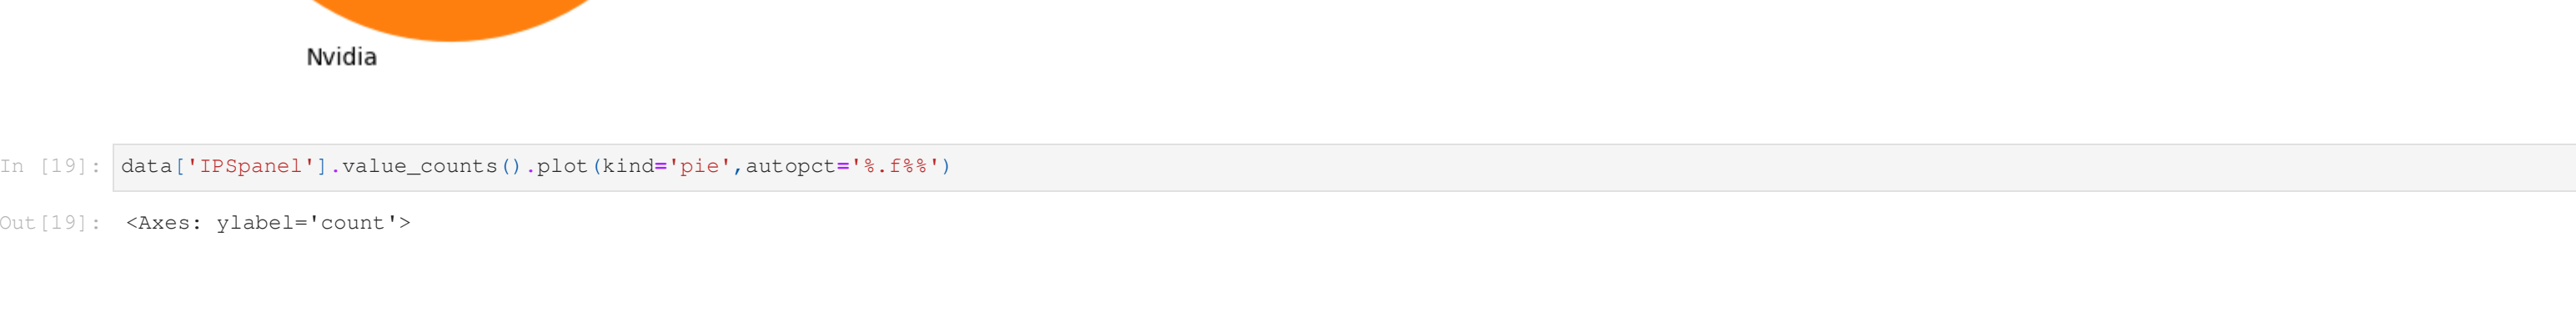 Nvidia
In [19]: data['IPSpanel'].value_counts().plot(kind='pie',autopct='%.f%%')
Out[19]: <Axes: ylabel='count'>